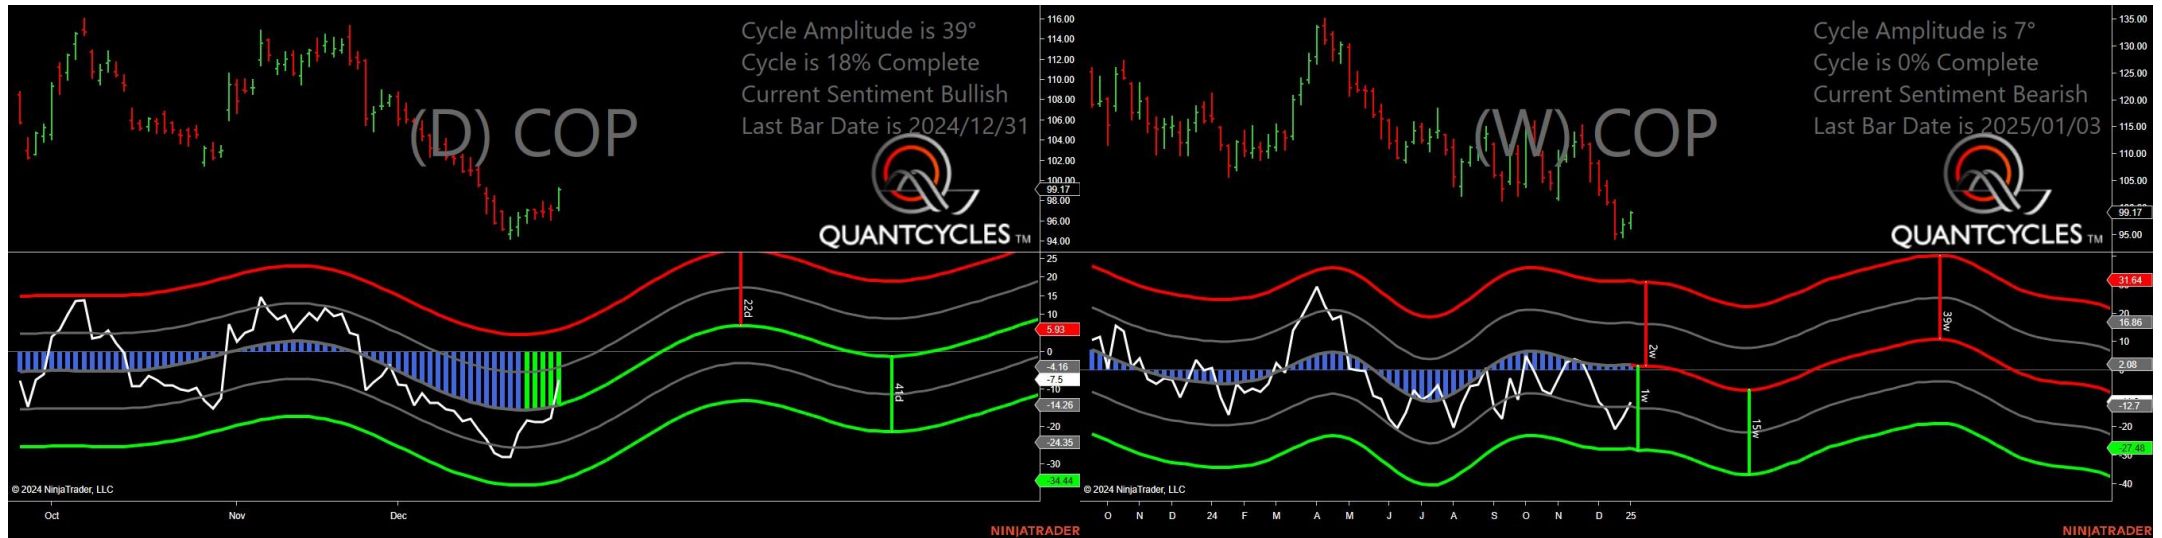 Cycle Amplitude is 39°
Cycle is 18% Complete
Current Sentiment Bullish
Last Bar Date is 2024/12/31
(D) COP
QUANTCYCLES TM
116.00
114.00
112.00
110.00
108.00
106.00
104.00
102.00
100.00
99.17
98.00
96.00
94.00
25
20
15
10
5.93
0
-4.16
-7.5
-10
-14.26
-20
-24.35
-30
-34.44
22d
41d
© 2024 NinjaTrader, LLC
Oct Nov Dec
NINJATRADER
Cycle Amplitude is 7°
Cycle is 0% Complete
Current Sentiment Bearish
Last Bar Date is 2025/01/03
(W) COP
QUANTCYCLES TM
135.00
130.00
125.00
120.00
115.00
110.00
105.00
99.17
95.00
31.64
20
16.86
10
2.08
-12.7
-20
-27.48
-30
-40
2w
1w
15w
39w
© 2024 NinjaTrader, LLC
O N D 24 F M A M J J A S O N D 25
NINJATRADER